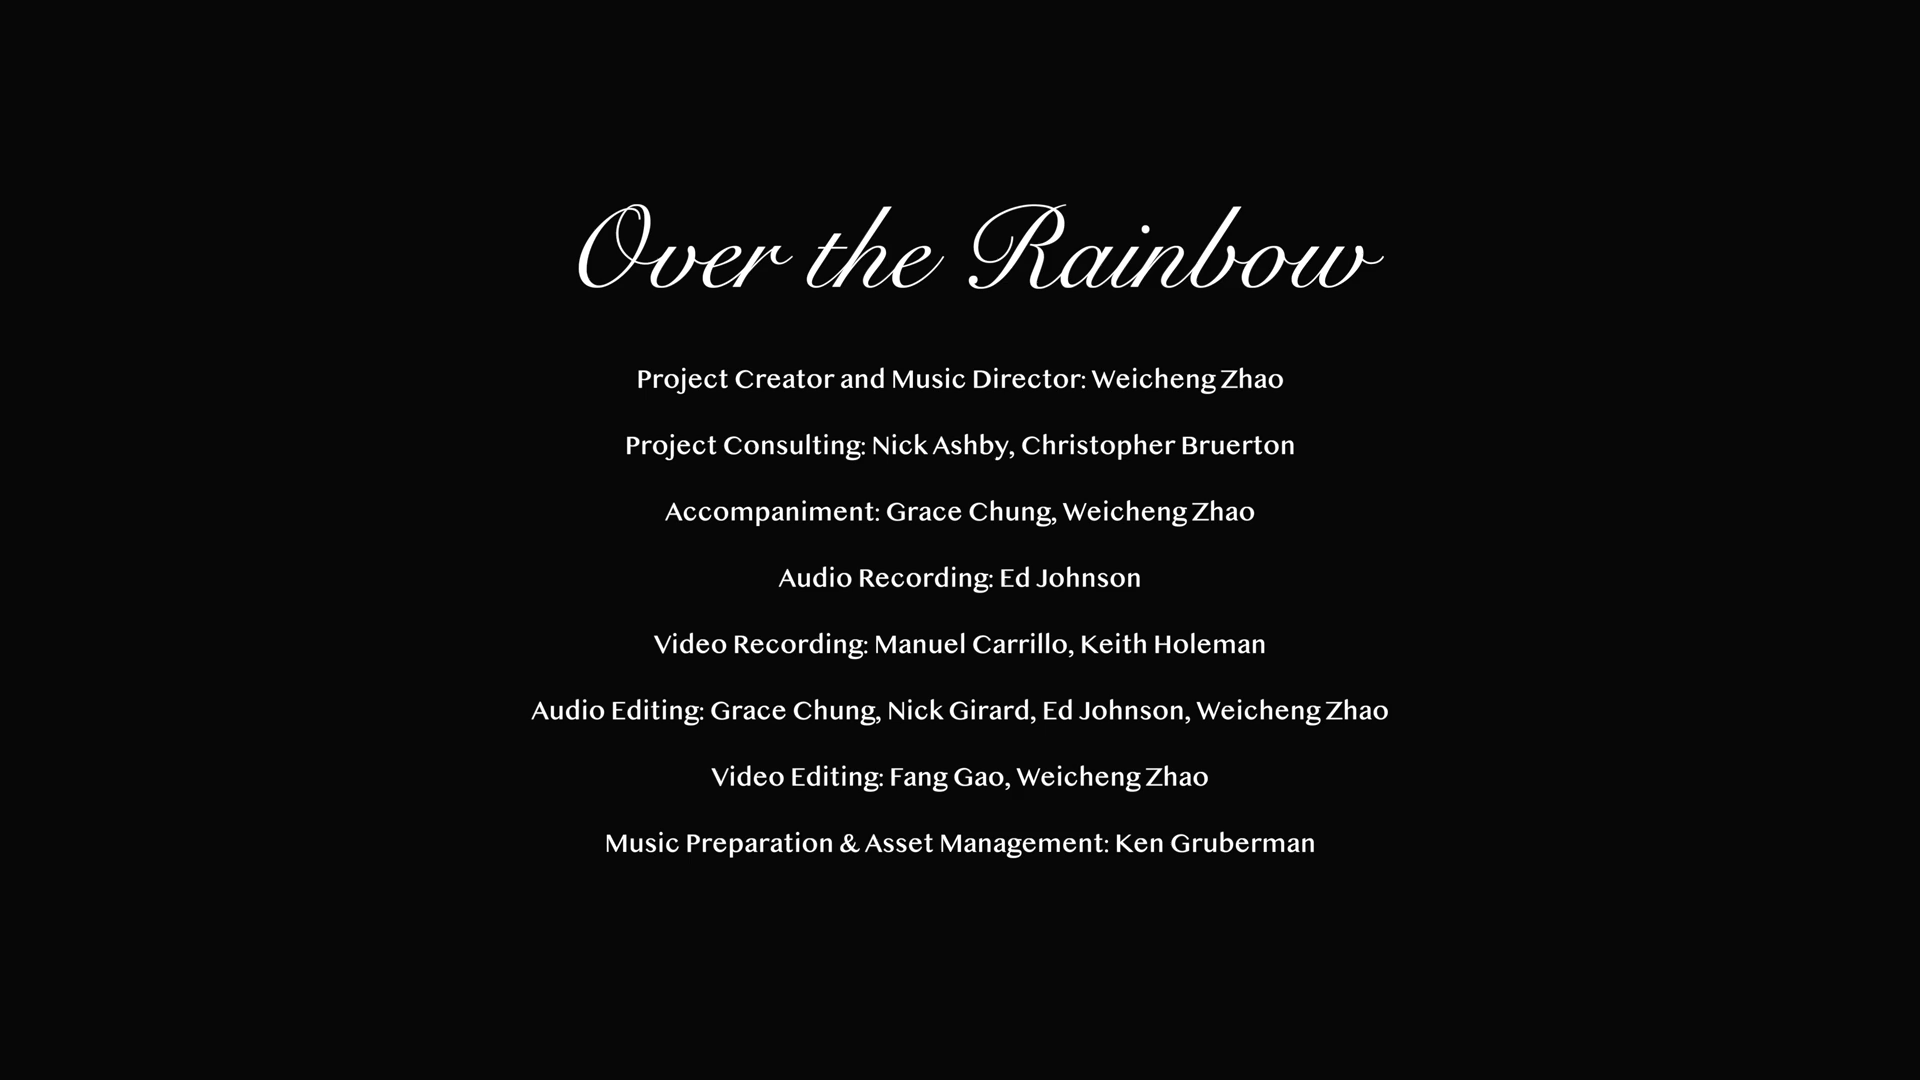 Over the Rainbow
Project Creator and Music Director: Weicheng Zhao
Project Consulting: Nick Ashby, Christopher Bruerton
Accompaniment: Grace Chung, Weicheng Zhao
Audio Recording: Ed Johnson
Video Recording: Manuel Carrillo, Keith Holeman
Audio Editing: Grace Chung, Nick Girard, Ed Johnson, Weicheng Zhao
Video Editing: Fang Gao, Weicheng Zhao
Music Preparation & Asset Management: Ken Gruberman